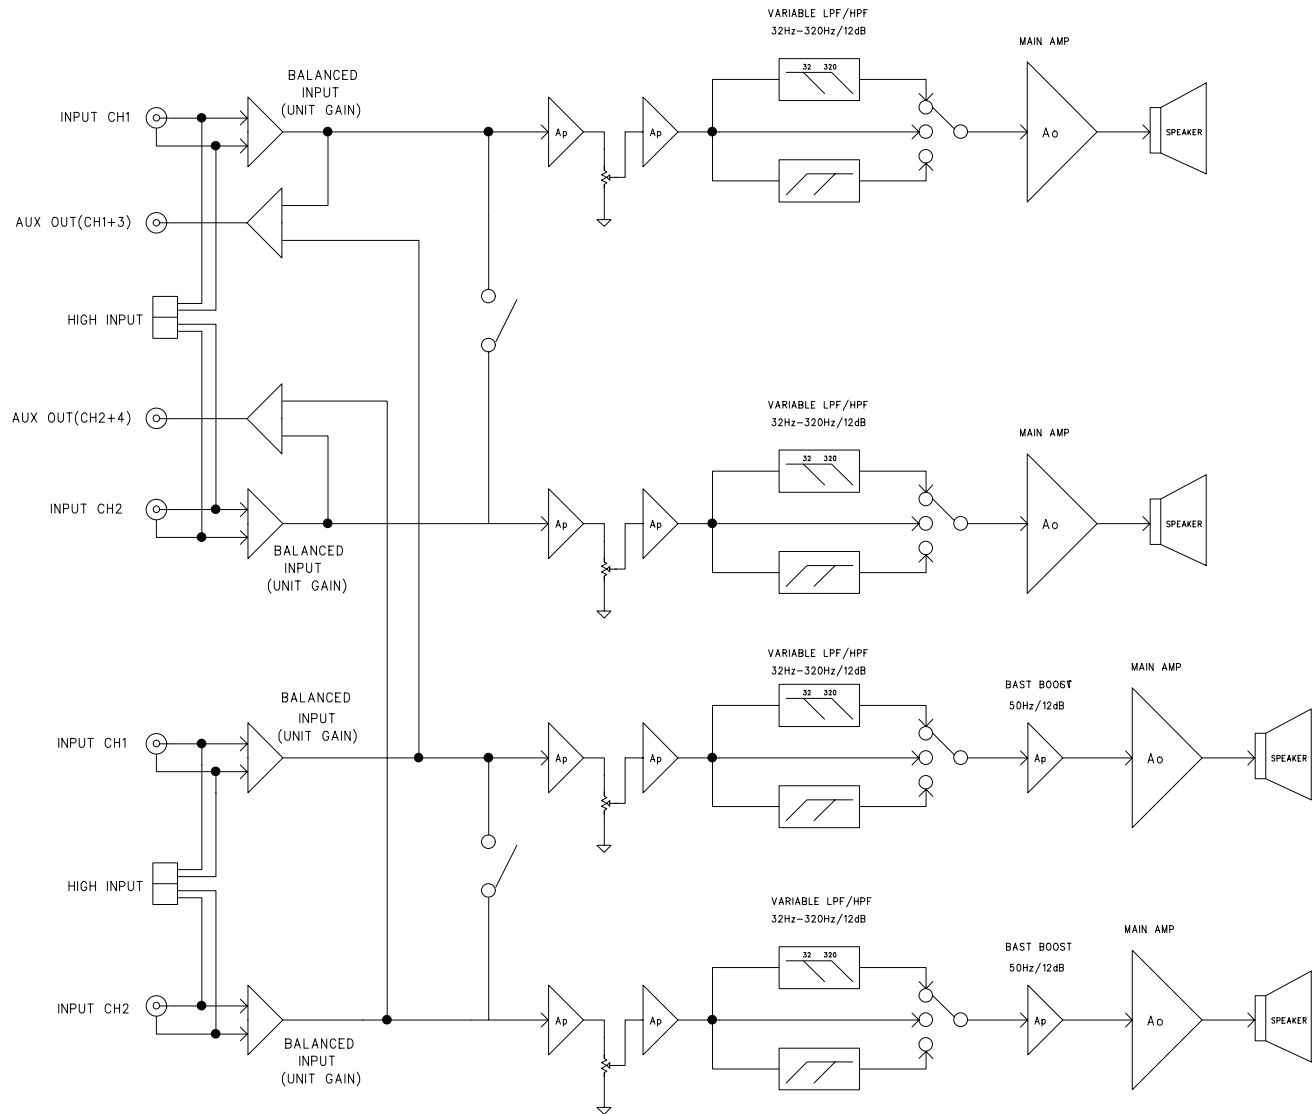 VARIABLE LPF/HPF
32Hz-320Hz/12dB
MAIN AMP
BALANCED
INPUT
(UNIT GAIN)
INPUT CH1
32 320
Ap
Ap
Ao
SPEAKER
AUX OUT(CH1+3)
HIGH INPUT
AUX OUT(CH2+4)
VARIABLE LPF/HPF
32Hz-320Hz/12dB
MAIN AMP
32 320
INPUT CH2
Ap
Ap
Ao
SPEAKER
BALANCED
INPUT
(UNIT GAIN)
VARIABLE LPF/HPF
32Hz-320Hz/12dB
MAIN AMP
BAST BOOST
50Hz/12dB
BALANCED
INPUT
(UNIT GAIN)
32 320
INPUT CH1
Ap
Ap
Ap
Ao
SPEAKER
HIGH INPUT
VARIABLE LPF/HPF
32Hz-320Hz/12dB
MAIN AMP
BAST BOOST
50Hz/12dB
32 320
INPUT CH2
Ap
Ap
Ap
Ao
SPEAKER
BALANCED
INPUT
(UNIT GAIN)